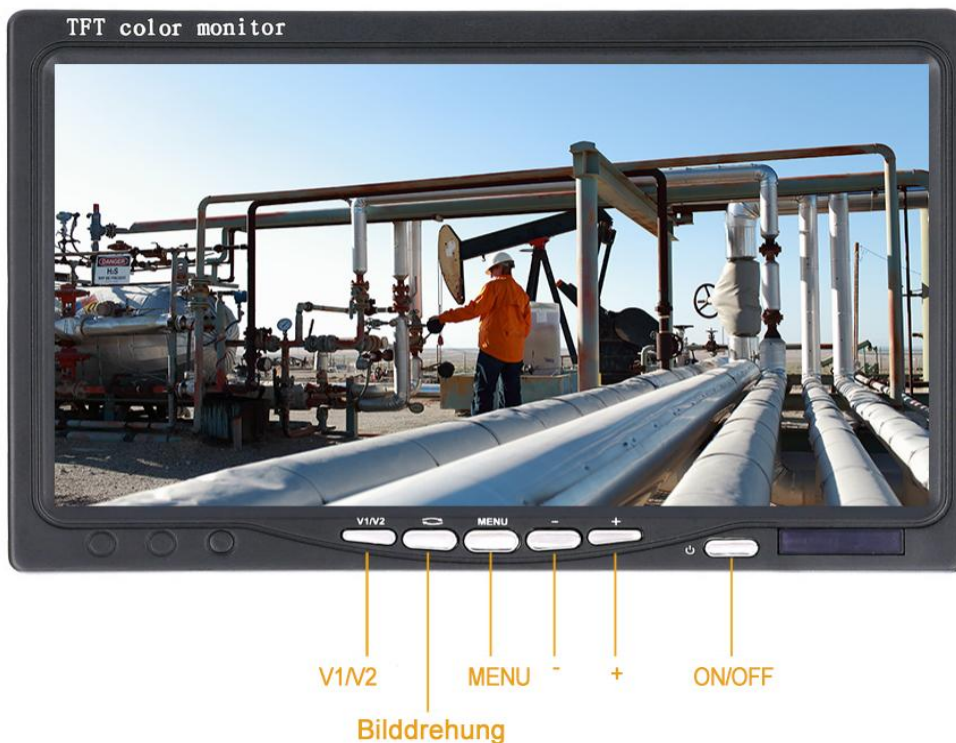 TFT color monitor
DANGER
H₂S
V1/V2 MENU - +
V1/V2 MENU - + ON/OFF
Bilddrehung